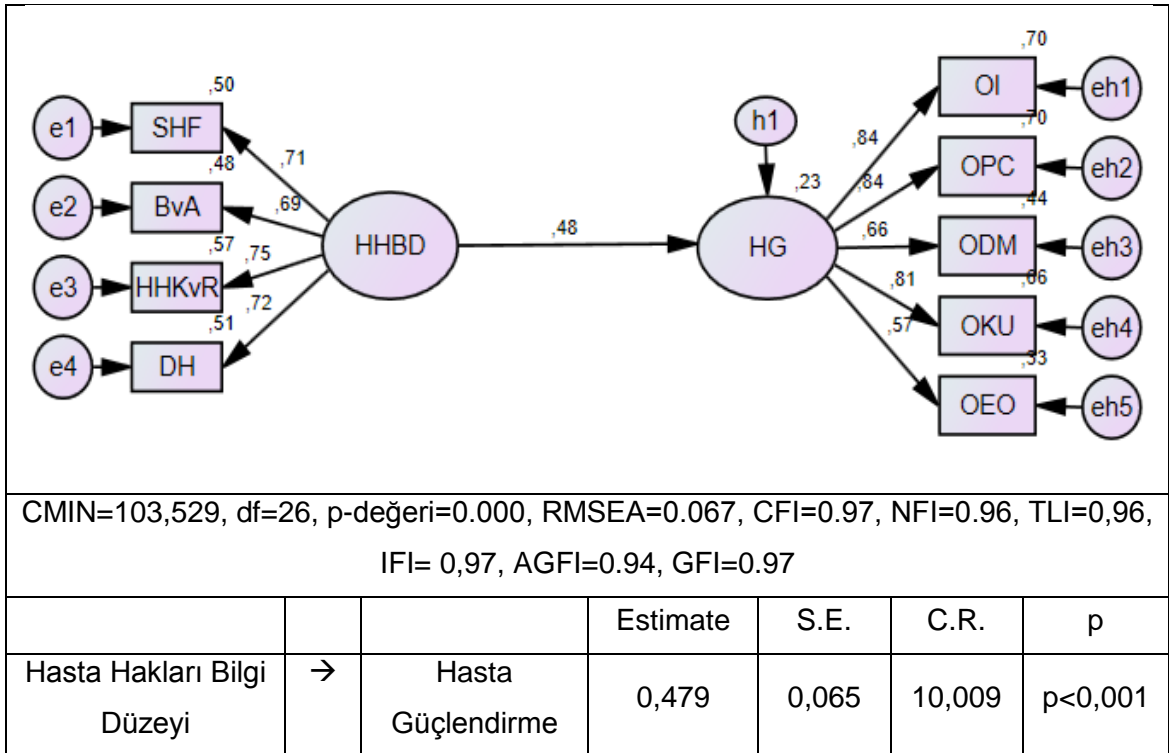 ,70
,50
OI
eh1
e1
SHF
h1
,70
,48
,71
,84
OPC
eh2
e2
BvA
,69
,23
,84
,44
,57
,75
HHBD
,48
HG
,66
ODM
eh3
e3
HHKvR
,81
,66
,51
,72
,57
OKU
eh4
e4
DH
,33
OEO
eh5
CMIN=103,529, df=26, p-değeri=0.000, RMSEA=0.067, CFI=0.97, NFI=0.96, TLI=0,96,
IFI= 0,97, AGFI=0.94, GFI=0.97
Estimate S.E. C.R. p
Hasta Hakları Bilgi Düzeyi → Hasta Güçlendirme 0,479 0,065 10,009 p<0,001